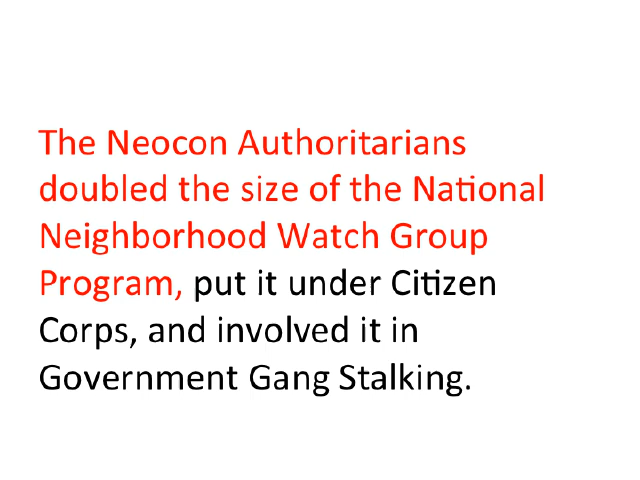 The Neocon Authoritarians
doubled the size of the National
Neighborhood Watch Group
Program, put it under Citizen
Corps, and involved it in
Government Gang Stalking.